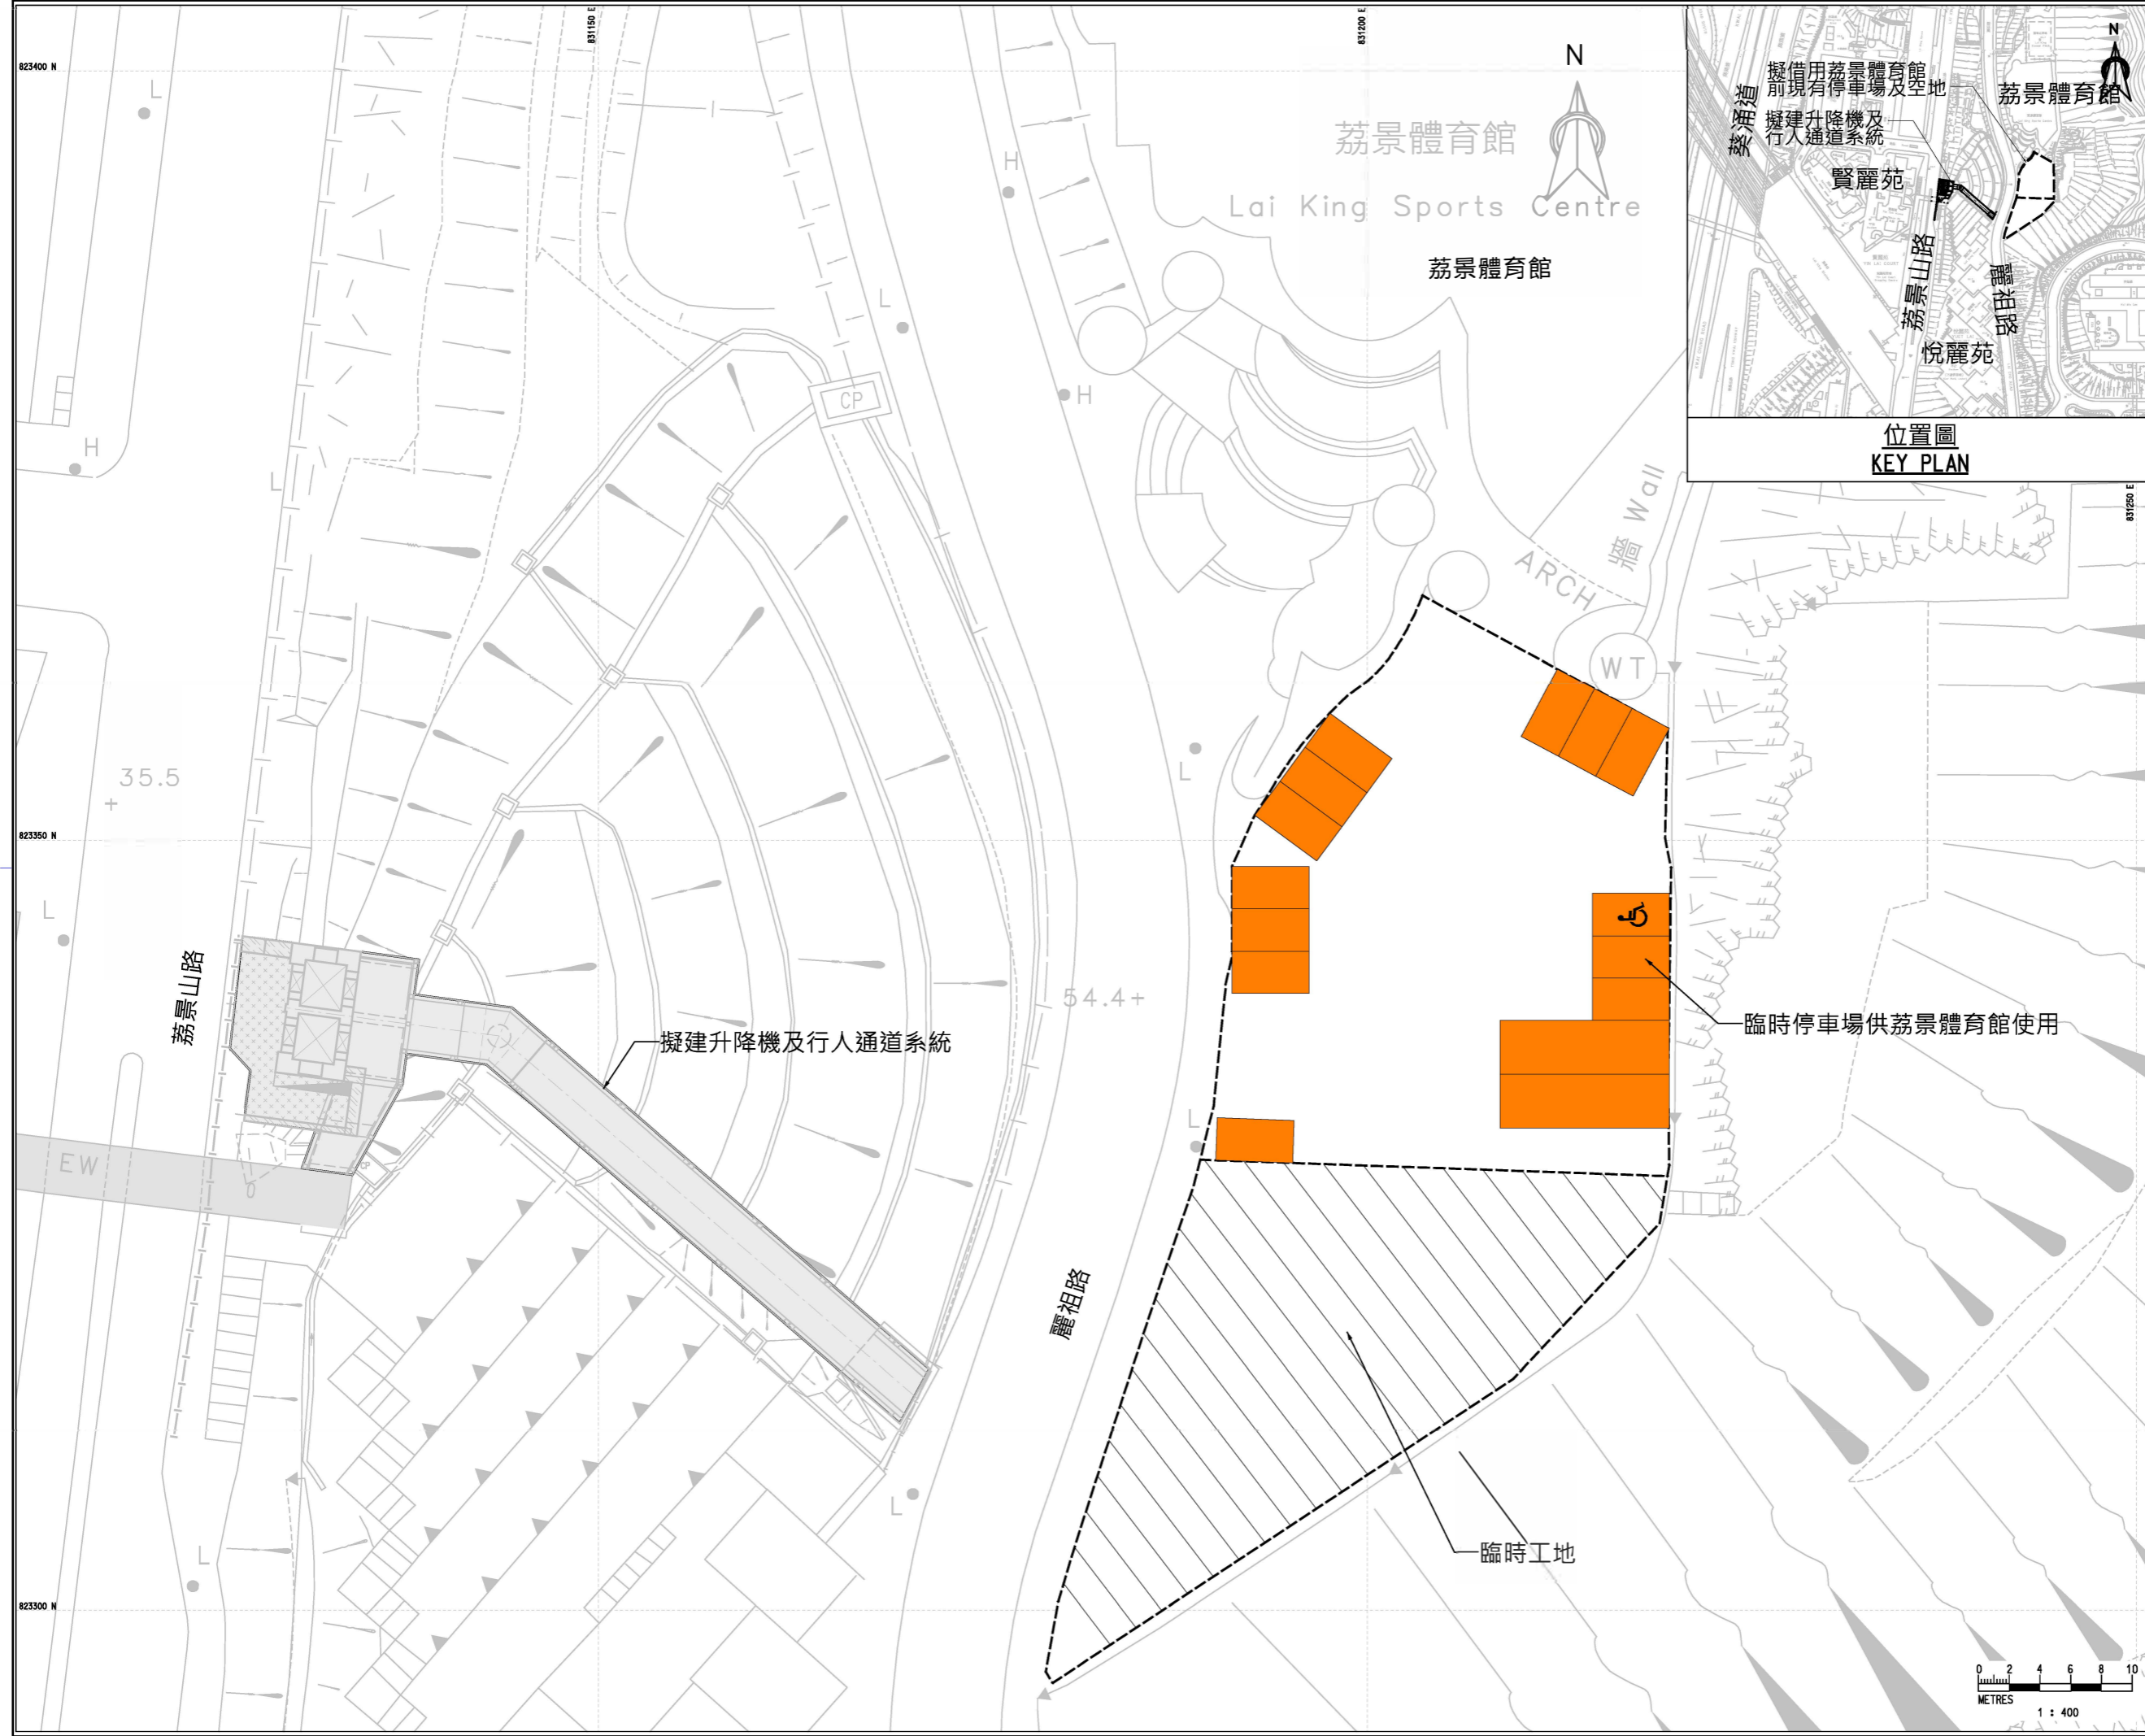 831150 E
831200 E
823400 N
L
N
荔景體育館
Lai King Sports Centre
荔景體育館
H
L
H
CP
H
L
擬借用荔景體育館
前現有停車場及空地
擬建升降機及
行人通道系統
葵涌道
賢麗苑
荔景體育館
N
荔景山路
麗祖路
悅麗苑
位置圖
KEY PLAN
831250 E
牆 Wall
ARCH
WT
35.5
+
L
823350 N
L
荔景山路
54.4+
擬建升降機及行人通道系統
臨時停車場供荔景體育館使用
L
EW
麗祖路
L
臨時工地
L
823300 N
0 2 4 6 8 10
METRES
1 : 400